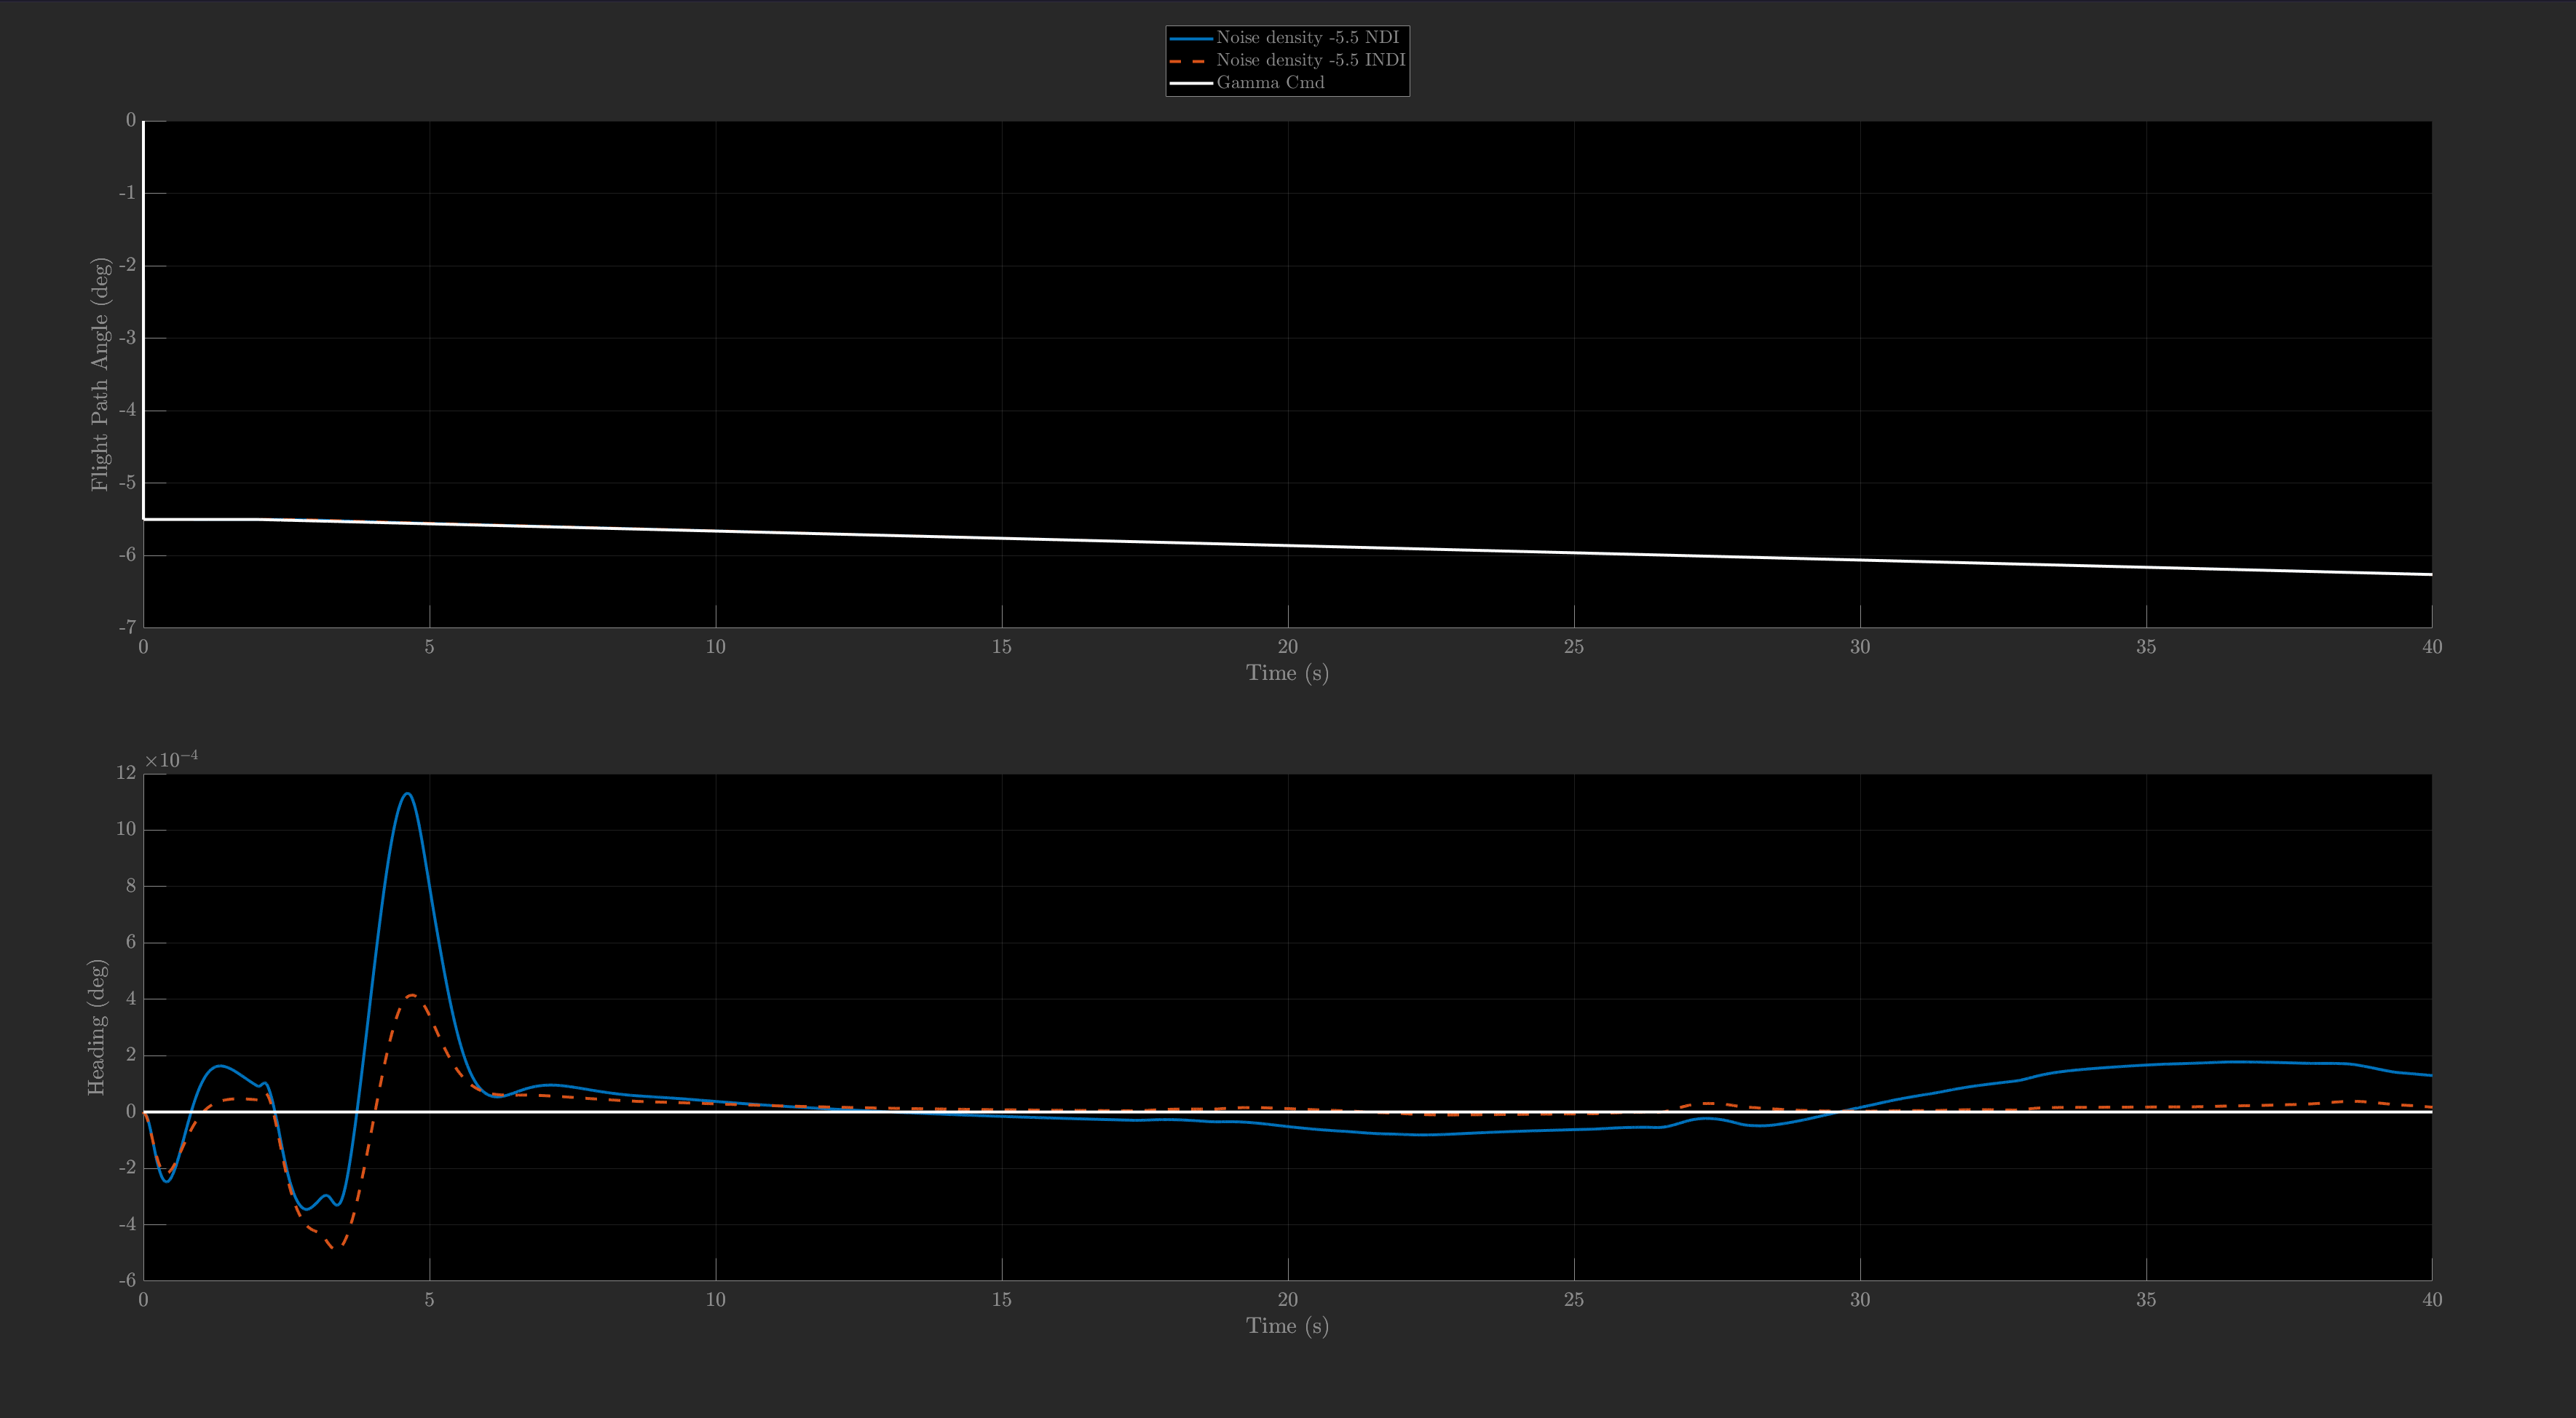 Noise density -5.5 NDI
Noise density -5.5 INDI
Gamma Cmd
0
-1
-2
-3
-4
-5
-6
-7
Flight Path Angle (deg)
0 5 10 15 20 25 30 35 40
Time (s)
×10⁻⁴
12
10
8
6
4
2
0
-2
-4
-6
Heading (deg)
0 5 10 15 20 25 30 35 40
Time (s)